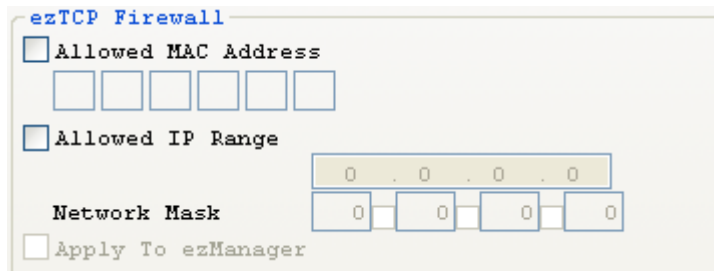 ezTCP Firewall
Allowed MAC Address
Allowed IP Range
0 . 0 . 0 . 0
Network Mask 0 0 0 0
Apply To ezManager